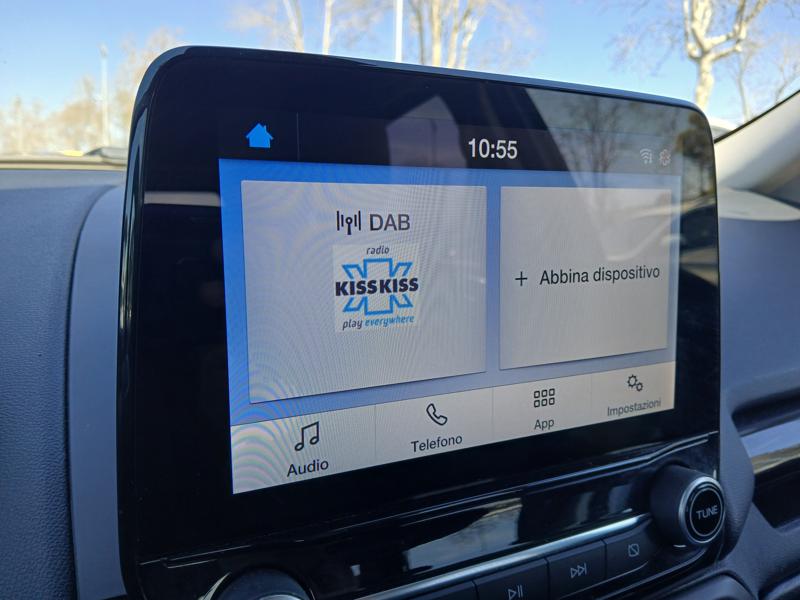 10:55
DAB
radio
KISSKISS
play everywhere
+ Abbina dispositivo
Audio
Telefono
App
Impostazioni
TUNE